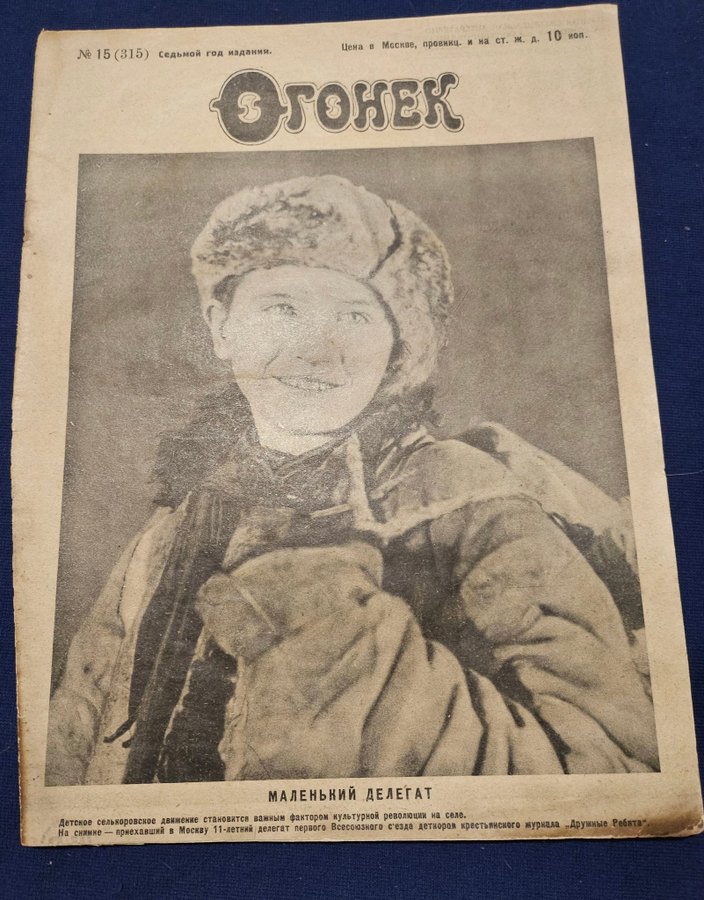 № 15 (315) Седьмой год издания.
Цена в Москве, провинц. и на ст. ж. д. 10 коп.
Огонек
МАЛЕНЬКИЙ ДЕЛЕГАТ
Детское селькоровское движение становится важным фактором культурной революции на селе.
На снимке — приехавший в Москву 11-летний делегат первого Всесоюзного с'езда деткоров крестьянского журнала „Дружные Ребята“.